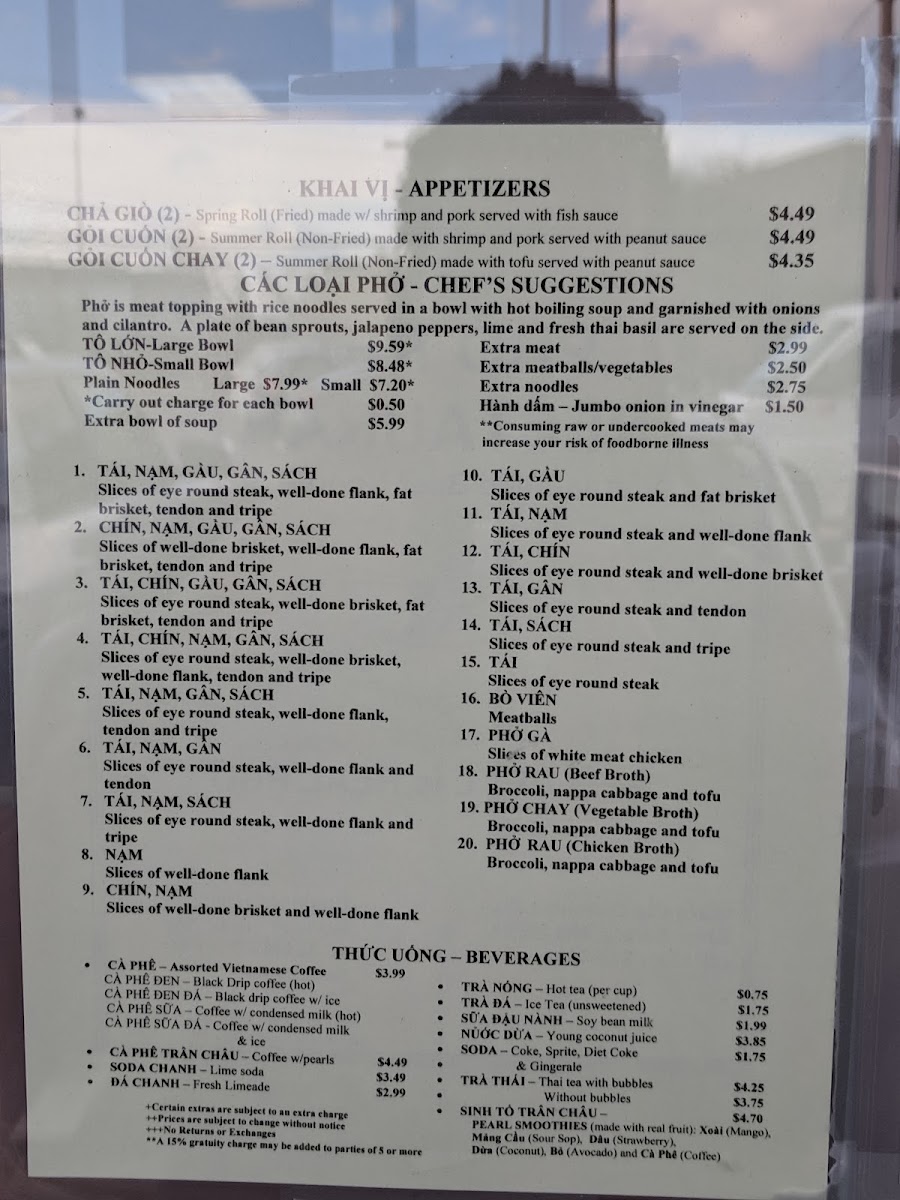 KHAI VỊ - APPETIZERS
CHẢ GIÒ (2) - Spring Roll (Fried) made w/ shrimp and pork served with fish sauce $4.49
GỎI CUỐN (2) - Summer Roll (Non-Fried) made with shrimp and pork served with peanut sauce $4.49
GỎI CUỐN CHAY (2) – Summer Roll (Non-Fried) made with tofu served with peanut sauce $4.35
CÁC LOẠI PHỞ - CHEF'S SUGGESTIONS
Phở is meat topping with rice noodles served in a bowl with hot boiling soup and garnished with onions
and cilantro. A plate of bean sprouts, jalapeno peppers, lime and fresh thai basil are served on the side.
TÔ LỚN-Large Bowl $9.59*
TÔ NHỎ-Small Bowl $8.48*
Plain Noodles Large $7.99* Small $7.20*
*Carry out charge for each bowl $0.50
Extra bowl of soup $5.99
Extra meat $2.99
Extra meatballs/vegetables $2.50
Extra noodles $2.75
Hành dấm – Jumbo onion in vinegar $1.50
**Consuming raw or undercooked meats may
increase your risk of foodborne illness
1. TÁI, NẠM, GÀU, GÂN, SÁCH
Slices of eye round steak, well-done flank, fat
brisket, tendon and tripe
2. CHÍN, NẠM, GÀU, GÂN, SÁCH
Slices of well-done brisket, well-done flank, fat
brisket, tendon and tripe
3. TÁI, CHÍN, GÀU, GÂN, SÁCH
Slices of eye round steak, well-done brisket, fat
brisket, tendon and tripe
4. TÁI, CHÍN, NẠM, GÂN, SÁCH
Slices of eye round steak, well-done brisket,
well-done flank, tendon and tripe
5. TÁI, NẠM, GÂN, SÁCH
Slices of eye round steak, well-done flank,
tendon and tripe
6. TÁI, NẠM, GÂN
Slices of eye round steak, well-done flank and
tendon
7. TÁI, NẠM, SÁCH
Slices of eye round steak, well-done flank and
tripe
8. NẠM
Slices of well-done flank
9. CHÍN, NẠM
Slices of well-done brisket and well-done flank
10. TÁI, GÀU
Slices of eye round steak and fat brisket
11. TÁI, NẠM
Slices of eye round steak and well-done flank
12. TÁI, CHÍN
Slices of eye round steak and well-done brisket
13. TÁI, GÂN
Slices of eye round steak and tendon
14. TÁI, SÁCH
Slices of eye round steak and tripe
15. TÁI
Slices of eye round steak
16. BÒ VIÊN
Meatballs
17. PHỞ GÀ
Slices of white meat chicken
18. PHỞ RAU (Beef Broth)
Broccoli, nappa cabbage and tofu
19. PHỞ CHAY (Vegetable Broth)
Broccoli, nappa cabbage and tofu
20. PHỞ RAU (Chicken Broth)
Broccoli, nappa cabbage and tofu
THỨC UỐNG – BEVERAGES
• CÀ PHÊ – Assorted Vietnamese Coffee $3.99
CÀ PHÊ ĐEN – Black Drip coffee (hot)
CÀ PHÊ ĐEN ĐÁ – Black drip coffee w/ ice
CÀ PHÊ SỮA – Coffee w/ condensed milk (hot)
CÀ PHÊ SỮA ĐÁ - Coffee w/ condensed milk
& ice
• CÀ PHÊ TRÂN CHÂU – Coffee w/pearls $4.49
• SODA CHANH – Lime soda $3.49
• ĐÁ CHANH – Fresh Limeade $2.99
+Certain extras are subject to an extra charge
++Prices are subject to change without notice
+++No Returns or Exchanges
**A 15% gratuity charge may be added to parties of 5 or more
• TRÀ NÓNG – Hot tea (per cup) $0.75
• TRÀ ĐÁ – Ice Tea (unsweetened) $1.75
• SỮA ĐẬU NÀNH – Soy bean milk $1.99
• NƯỚC DỪA – Young coconut juice $3.85
• SODA – Coke, Sprite, Diet Coke $1.75
• & Gingerale
• TRÀ THÁI – Thai tea with bubbles $4.25
Without bubbles $3.75
• SINH TỐ TRÂN CHÂU – $4.70
PEARL SMOOTHIES (made with real fruit): Xoài (Mango),
Mãng Cầu (Sour Sop), Dâu (Strawberry),
Dừa (Coconut), Bơ (Avocado) and Cà Phê (Coffee)